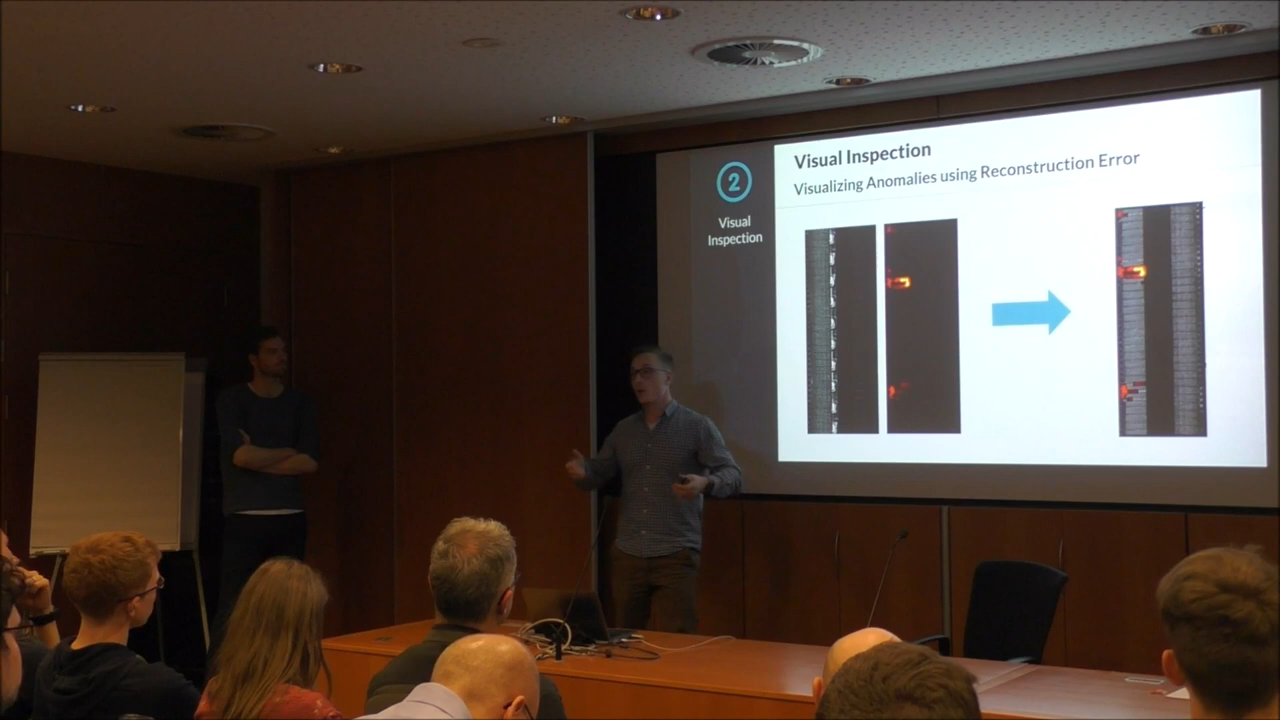 2
Visual
Inspection
Visual Inspection
Visualizing Anomalies using Reconstruction Error